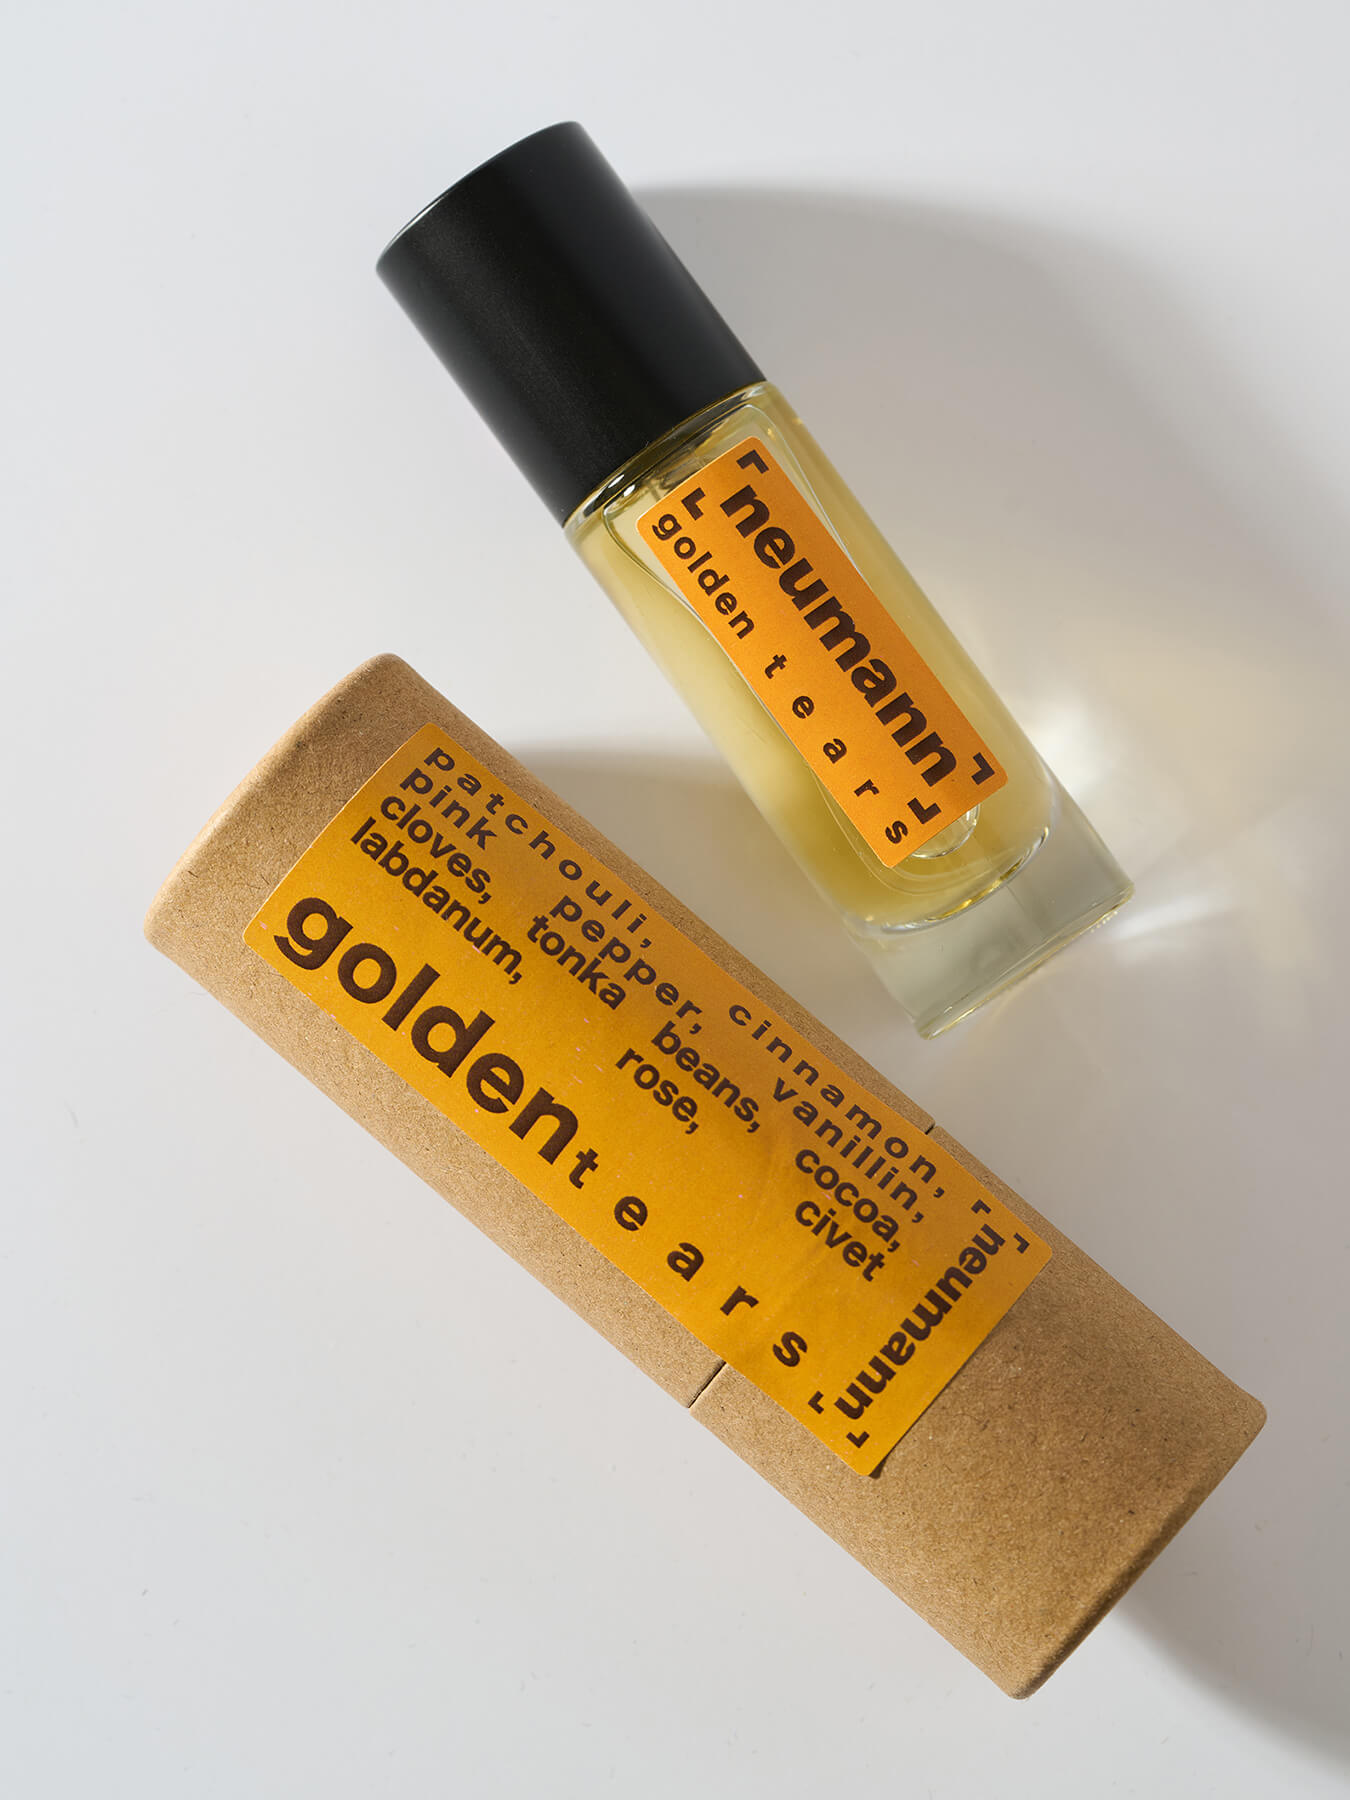 neumann
golden tears
patchouli, cinnamon,
pink pepper, vanillin,
cloves, tonka beans, cocoa,
labdanum, rose, civet
golden tears
neumann